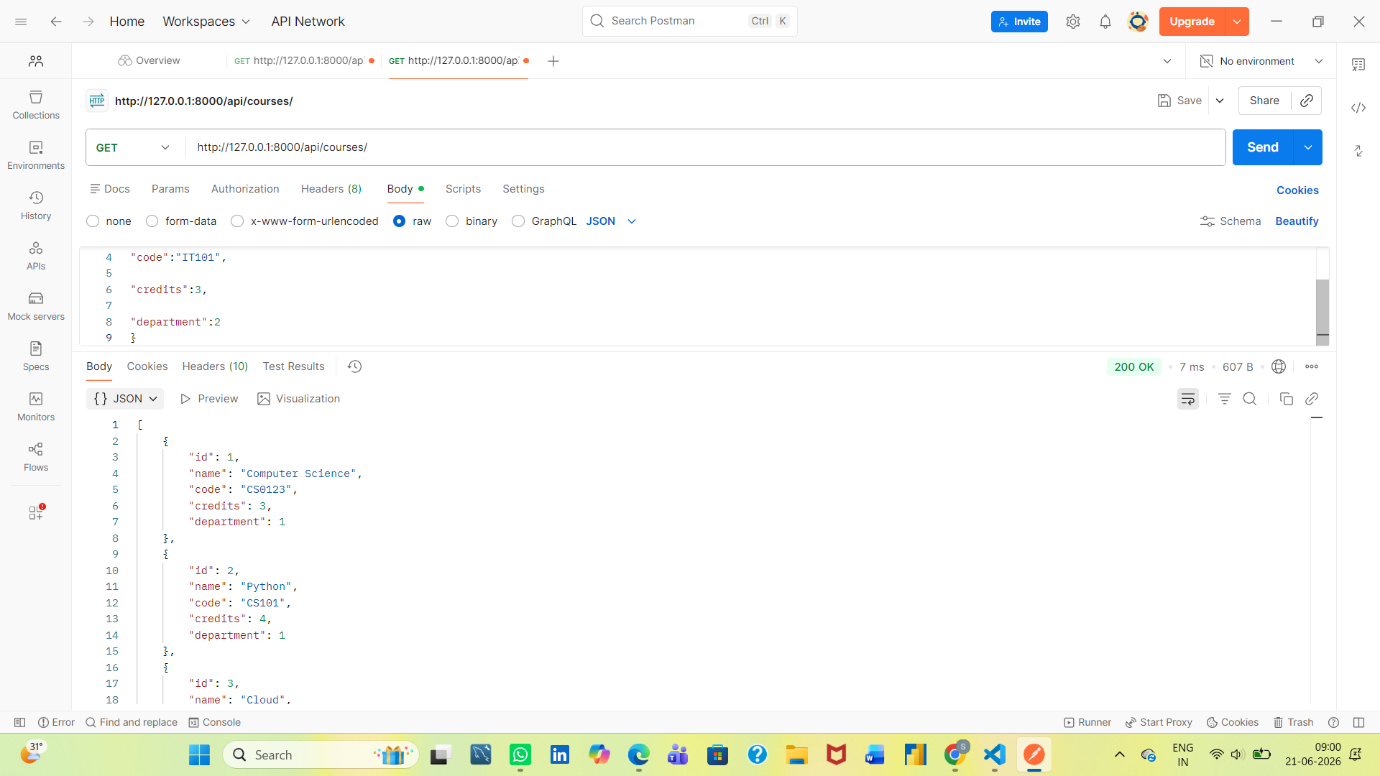 Home Workspaces API Network Search Postman Ctrl K Invite Upgrade
Overview GET http://127.0.0.1:8000/ap GET http://127.0.0.1:8000/ap No environment
HTTP http://127.0.0.1:8000/api/courses/ Save Share
GET http://127.0.0.1:8000/api/courses/ Send
Docs Params Authorization Headers (8) Body Scripts Settings Cookies
none form-data x-www-form-urlencoded raw binary GraphQL JSON Schema Beautify
Collections
Environments
History
APIs
Mock servers
Specs
Monitors
Flows
4 "code":"IT101",
5
6 "credits":3,
7
8 "department":2
9 }
Body Cookies Headers (10) Test Results 200 OK 7 ms 607 B
{} JSON Preview Visualization
1 [
2 {
3 "id": 1,
4 "name": "Computer Science",
5 "code": "CS0123",
6 "credits": 3,
7 "department": 1
8 },
9 {
10 "id": 2,
11 "name": "Python",
12 "code": "CS101",
13 "credits": 4,
14 "department": 1
15 },
16 {
17 "id": 3,
18 "name": "Cloud",
Error Find and replace Console Runner Start Proxy Cookies Trash
31° Search S ENG 09:00
IN 21-06-2026